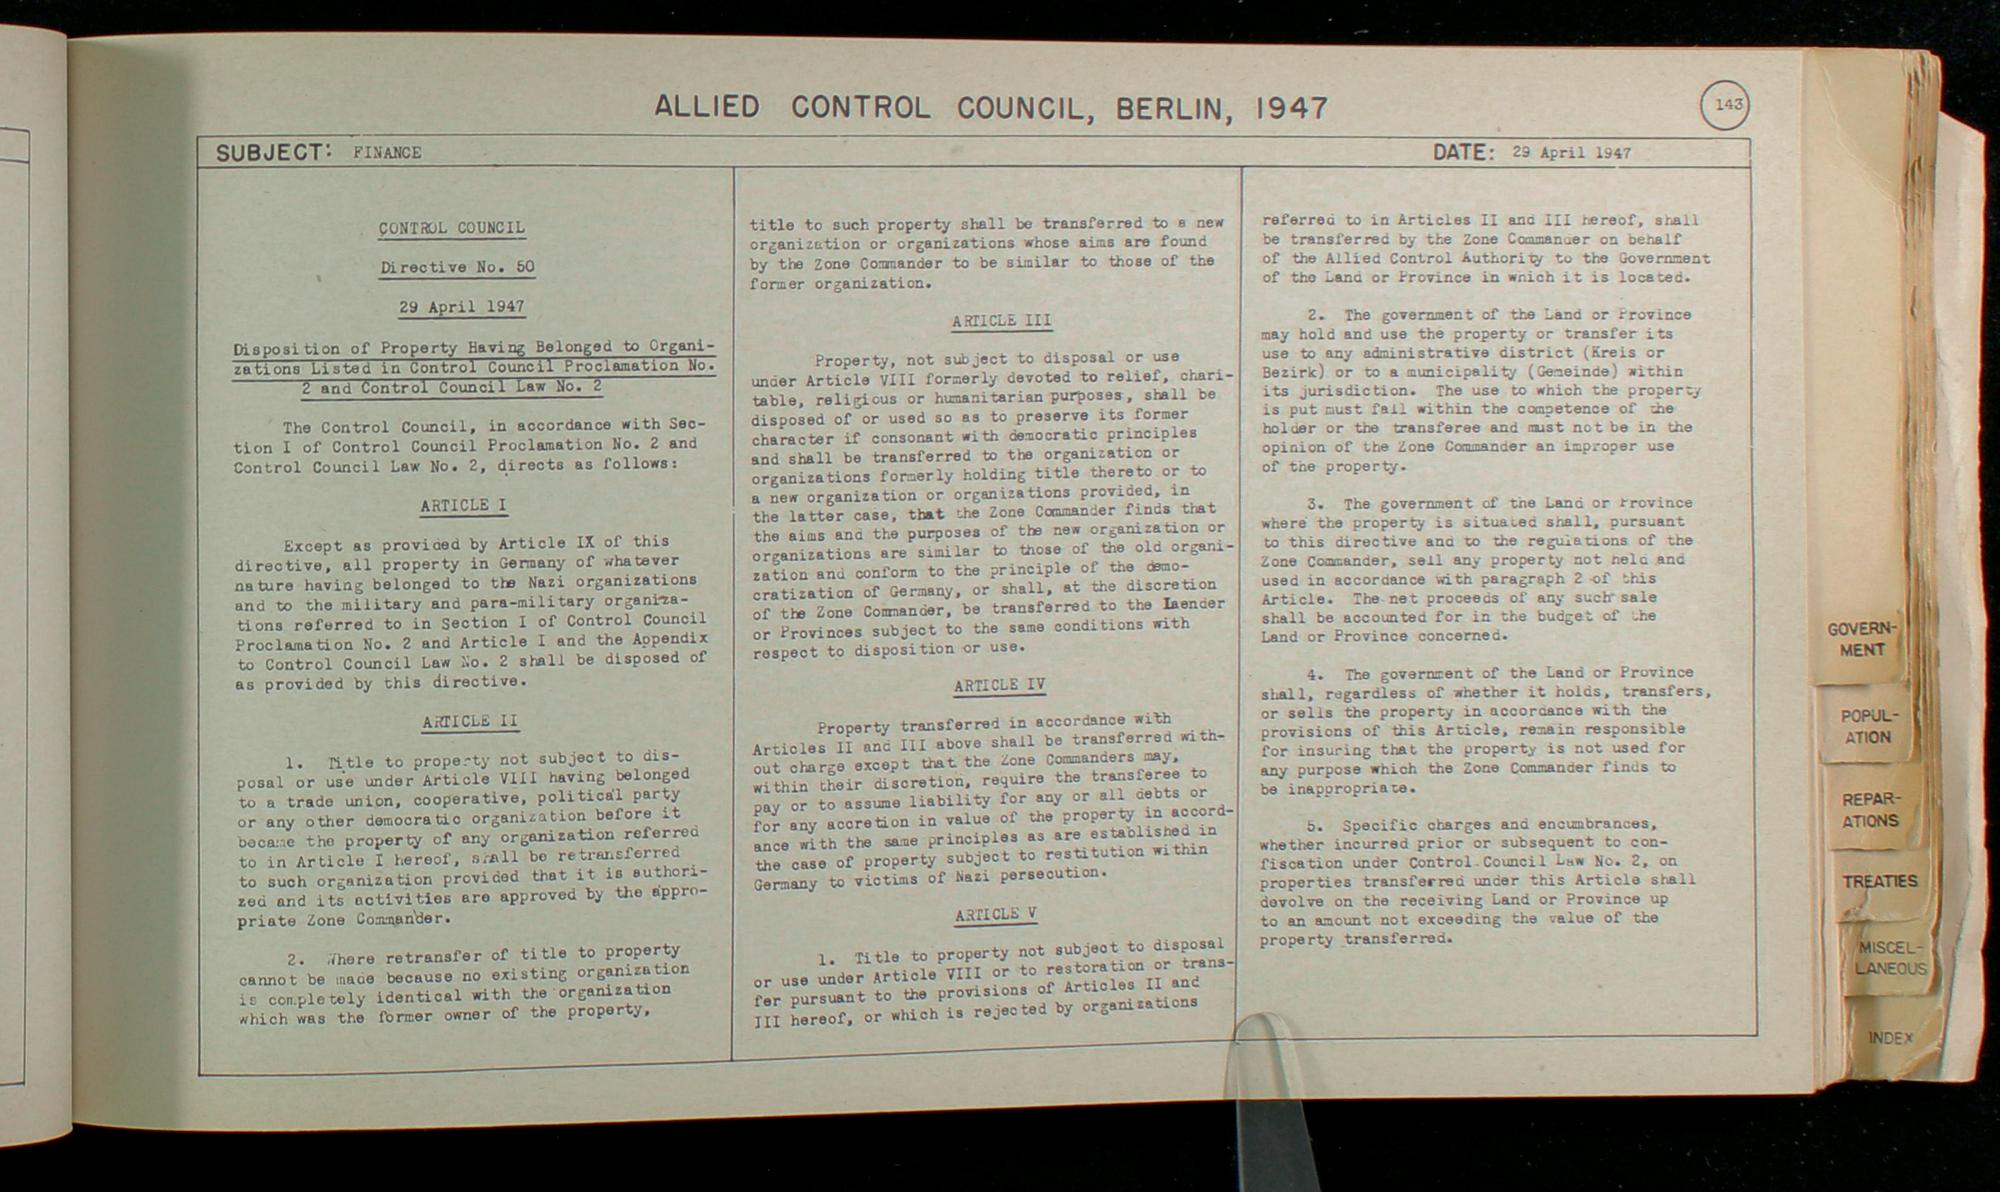 ALLIED CONTROL COUNCIL, BERLIN, 1947
143
SUBJECT: FINANCE
DATE: 29 April 1947
CONTROL COUNCIL
Directive No. 50
29 April 1947
Disposition of Property Having Belonged to Organi-
zations Listed in Control Council Proclamation No.
2 and Control Council Law No. 2
The Control Council, in accordance with Sec-
tion I of Control Council Proclamation No. 2 and
Control Council Law No. 2, directs as follows:
ARTICLE I
Except as provided by Article IX of this
directive, all property in Germany of whatever
nature having belonged to the Nazi organizations
and to the military and para-military organiza-
tions referred to in Section I of Control Council
Proclamation No. 2 and Article I and the Appendix
to Control Council Law No. 2 shall be disposed of
as provided by this directive.
ARTICLE II
1. Title to property not subject to dis-
posal or use under Article VIII having belonged
to a trade union, cooperative, political party
or any other democratic organization before it
became the property of any organization referred
to in Article I hereof, shall be retransferred
to such organization provided that it is authori-
zed and its activities are approved by the appro-
priate Zone Commander.
2. Where retransfer of title to property
cannot be made because no existing organization
is completely identical with the organization
which was the former owner of the property,
title to such property shall be transferred to a new
organization or organizations whose aims are found
by the Zone Commander to be similar to those of the
former organization.
ARTICLE III
Property, not subject to disposal or use
under Article VIII formerly devoted to relief, chari-
table, religious or humanitarian purposes, shall be
disposed of or used so as to preserve its former
character if consonant with democratic principles
and shall be transferred to the organization or
organizations formerly holding title thereto or to
a new organization or organizations provided, in
the latter case, that the Zone Commander finds that
the aims and the purposes of the new organization or
organizations are similar to those of the old organi-
zation and conform to the principle of the demo-
cratization of Germany, or shall, at the discretion
of the Zone Commander, be transferred to the Laender
or Provinces subject to the same conditions with
respect to disposition or use.
ARTICLE IV
Property transferred in accordance with
Articles II and III above shall be transferred with-
out charge except that the Zone Commanders may,
within their discretion, require the transferee to
pay or to assume liability for any or all debts or
for any accretion in value of the property in accord-
ance with the same principles as are established in
the case of property subject to restitution within
Germany to victims of Nazi persecution.
ARTICLE V
1. Title to property not subject to disposal
or use under Article VIII or to restoration or trans-
fer pursuant to the provisions of Articles II and
III hereof, or which is rejected by organizations
referred to in Articles II and III hereof, shall
be transferred by the Zone Commander on behalf
of the Allied Control Authority to the Government
of the Land or Province in which it is located.
2. The government of the Land or Province
may hold and use the property or transfer its
use to any administrative district (Kreis or
Bezirk) or to a municipality (Gemeinde) within
its jurisdiction. The use to which the property
is put must fall within the competence of the
holder or the transferee and must not be in the
opinion of the Zone Commander an improper use
of the property.
3. The government of the Land or Province
where the property is situated shall, pursuant
to this directive and to the regulations of the
Zone Commander, sell any property not held and
used in accordance with paragraph 2 of this
Article. The net proceeds of any such sale
shall be accounted for in the budget of the
Land or Province concerned.
4. The government of the Land or Province
shall, regardless of whether it holds, transfers,
or sells the property in accordance with the
provisions of this Article, remain responsible
for insuring that the property is not used for
any purpose which the Zone Commander finds to
be inappropriate.
5. Specific charges and encumbrances,
whether incurred prior or subsequent to con-
fiscation under Control Council Law No. 2, on
properties transferred under this Article shall
devolve on the receiving Land or Province up
to an amount not exceeding the value of the
property transferred.
GOVERN-
MENT
POPUL-
ATION
REPAR-
ATIONS
TREATIES
MISCEL-
LANEOUS
INDEX